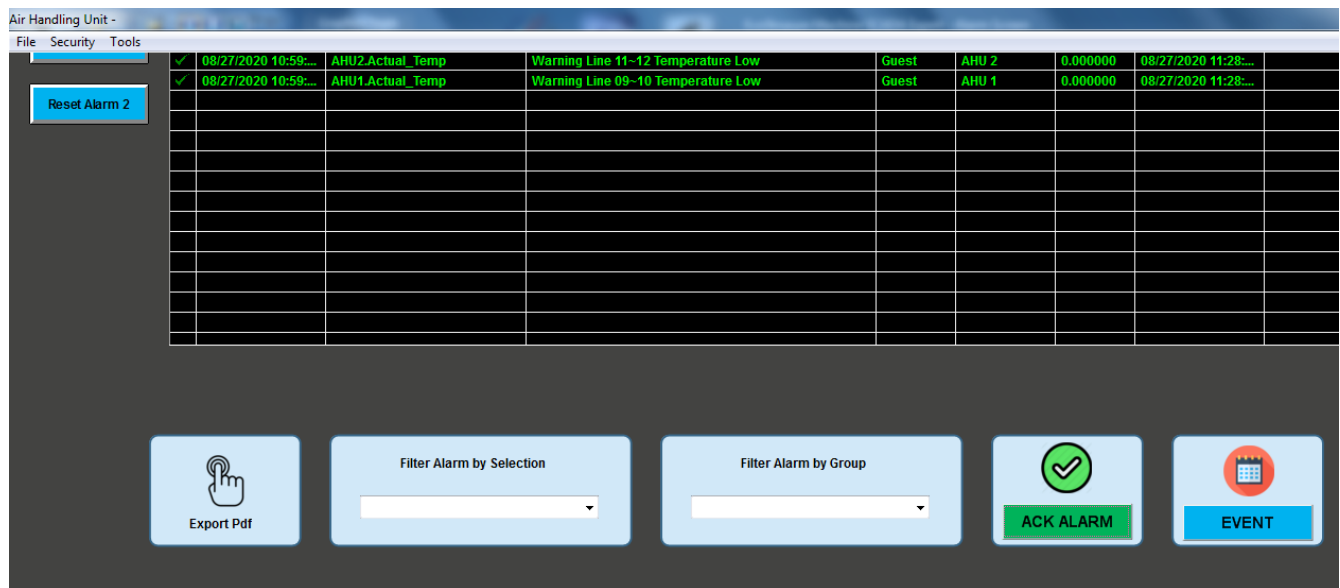 Air Handling Unit -
File Security Tools
08/27/2020 10:59:... AHU2.Actual_Temp Warning Line 11~12 Temperature Low Guest AHU 2 0.000000 08/27/2020 11:28:...
08/27/2020 10:59:... AHU1.Actual_Temp Warning Line 09~10 Temperature Low Guest AHU 1 0.000000 08/27/2020 11:28:...
Reset Alarm 2
Export Pdf
Filter Alarm by Selection
Filter Alarm by Group
ACK ALARM
EVENT